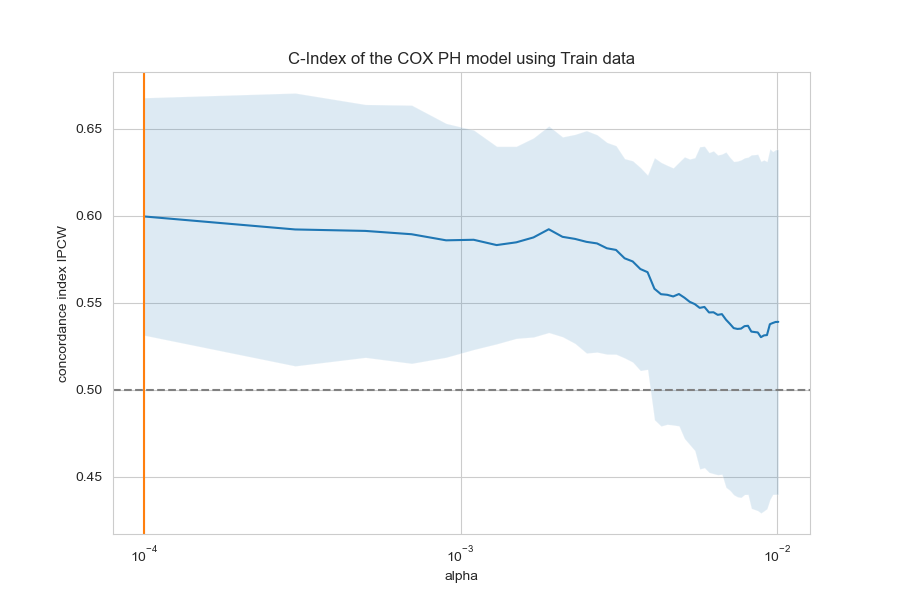 C-Index of the COX PH model using Train data
concordance index IPCW
0.65
0.60
0.55
0.50
0.45
10⁻⁴
10⁻³
10⁻²
alpha